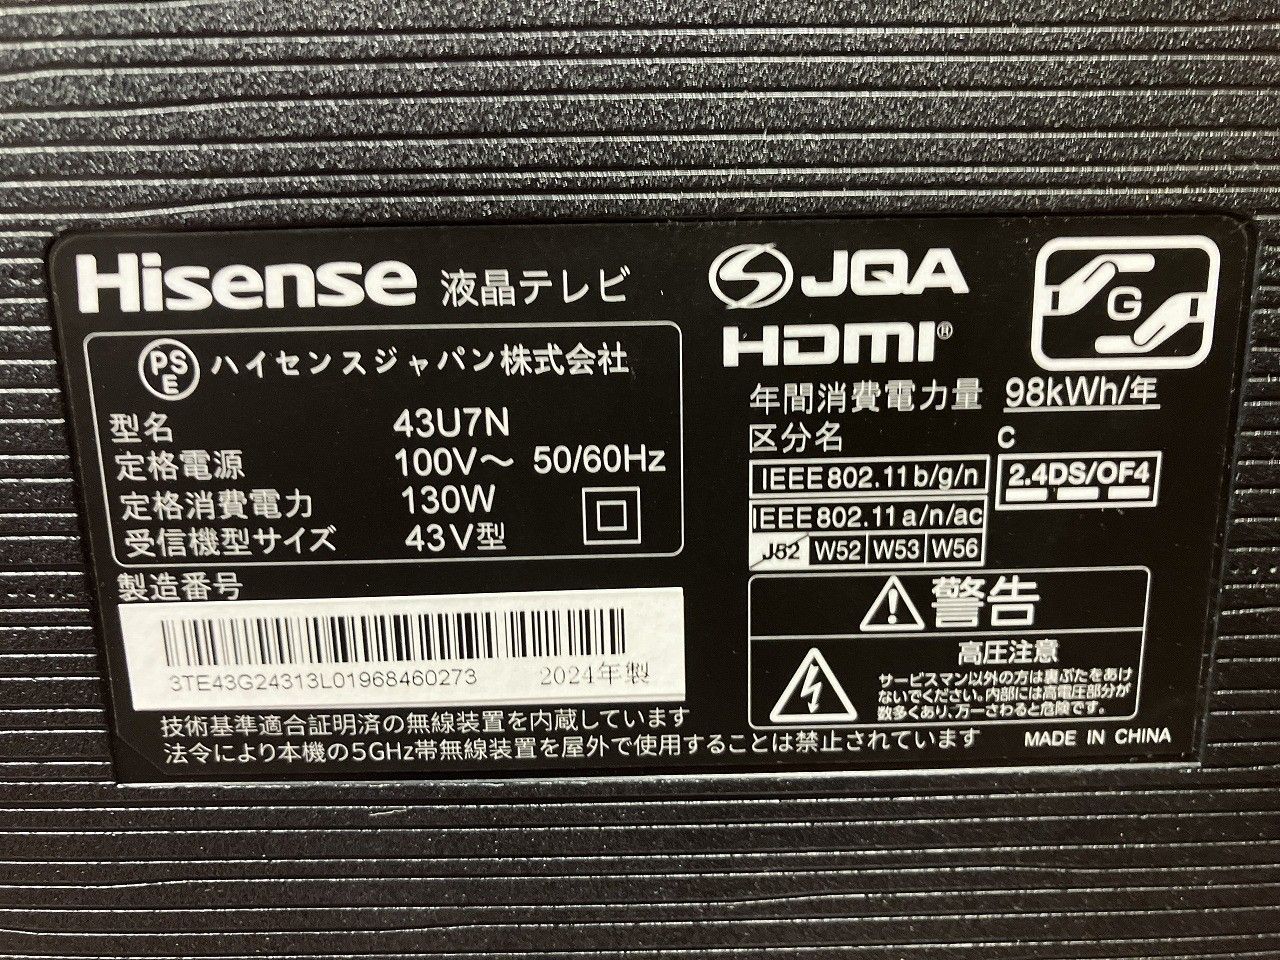 Hisense 液晶テレビ
PS
E
ハイセンスジャパン株式会社
型名 43U7N
定格電源 100V〜 50/60Hz
定格消費電力 130W
受信機型サイズ 43V型
製造番号
3TE43G24313L01968460273 2024年製
技術基準適合証明済の無線装置を内蔵しています
法令により本機の5GHz帯無線装置を屋外で使用することは禁止されています
S JQA
HDMI®
G
年間消費電力量 98kWh/年
区分名 C
IEEE802.11b/g/n
2.4DS/OF4
IEEE802.11a/n/ac
J52 W52 W53 W56
警告
高圧注意
サービスマン以外の方は裏ぶたをあけ
ないでください。内部には高電圧部分が
数多くあり、万一さわると危険です。
MADE IN CHINA